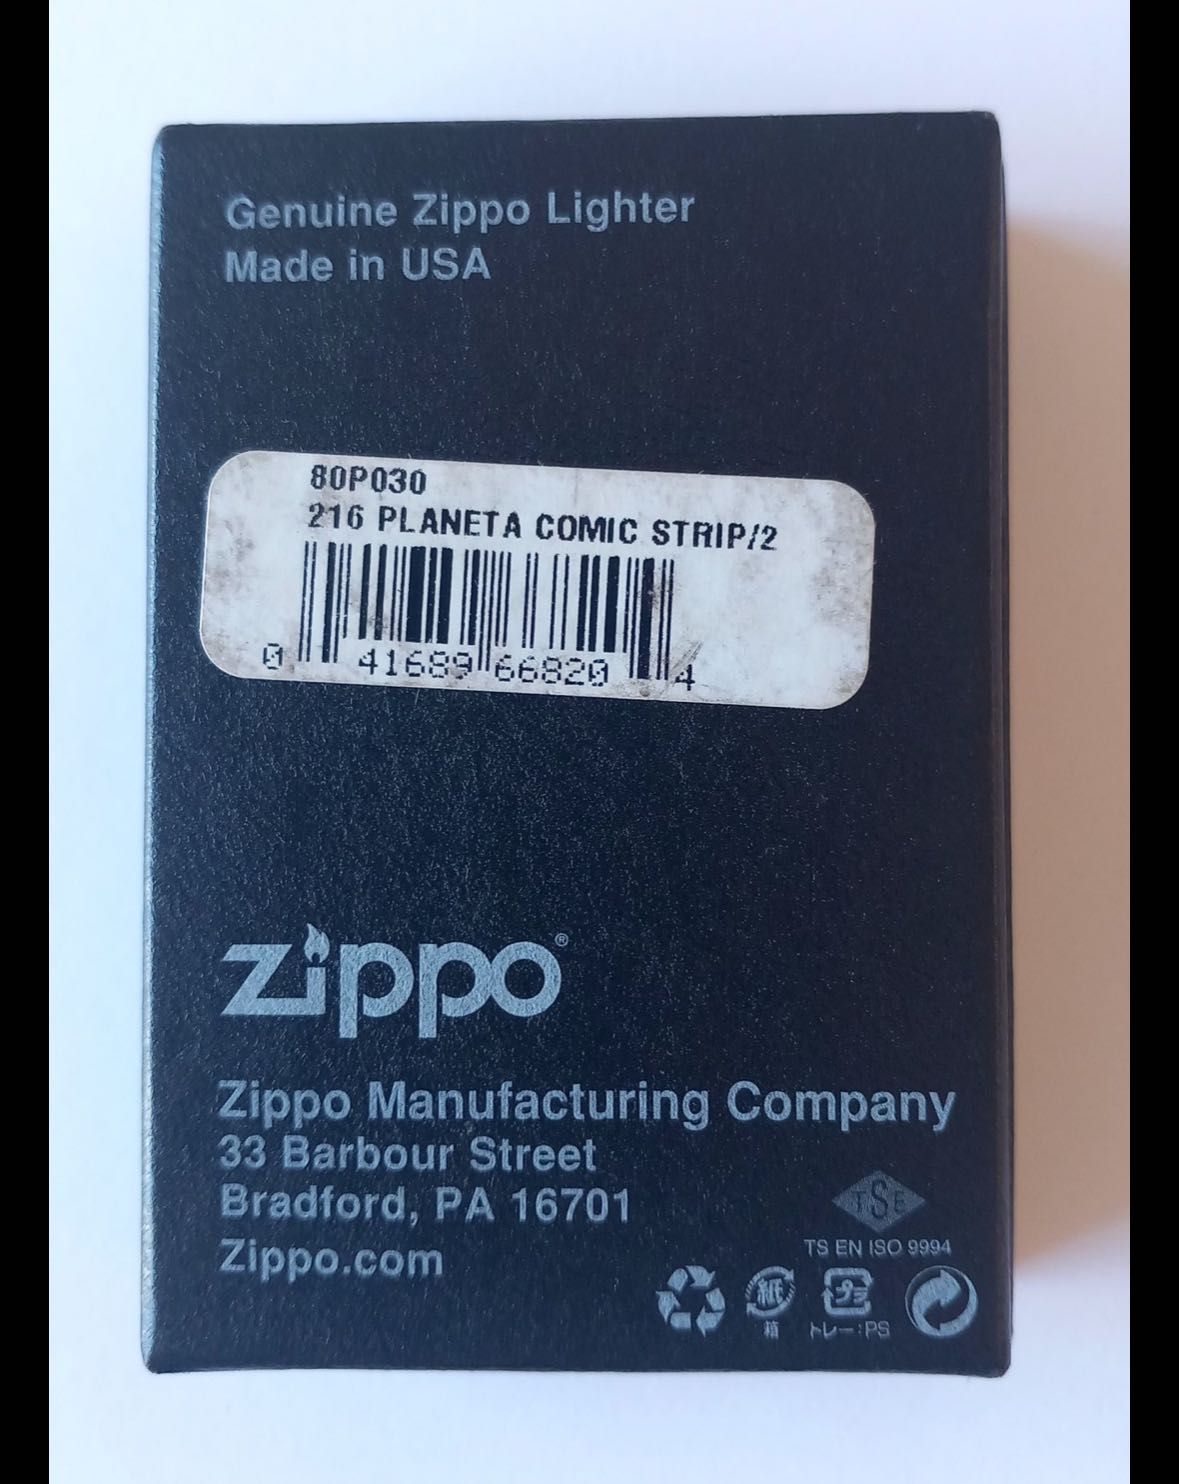 Genuine Zippo Lighter
Made in USA
80P030
216 PLANETA COMIC STRIP/2
0 41689 66820 4
zippo®
Zippo Manufacturing Company
33 Barbour Street
Bradford, PA 16701
Zippo.com
TSE
TS EN ISO 9994
紙 プラ
箱 トレー:PS